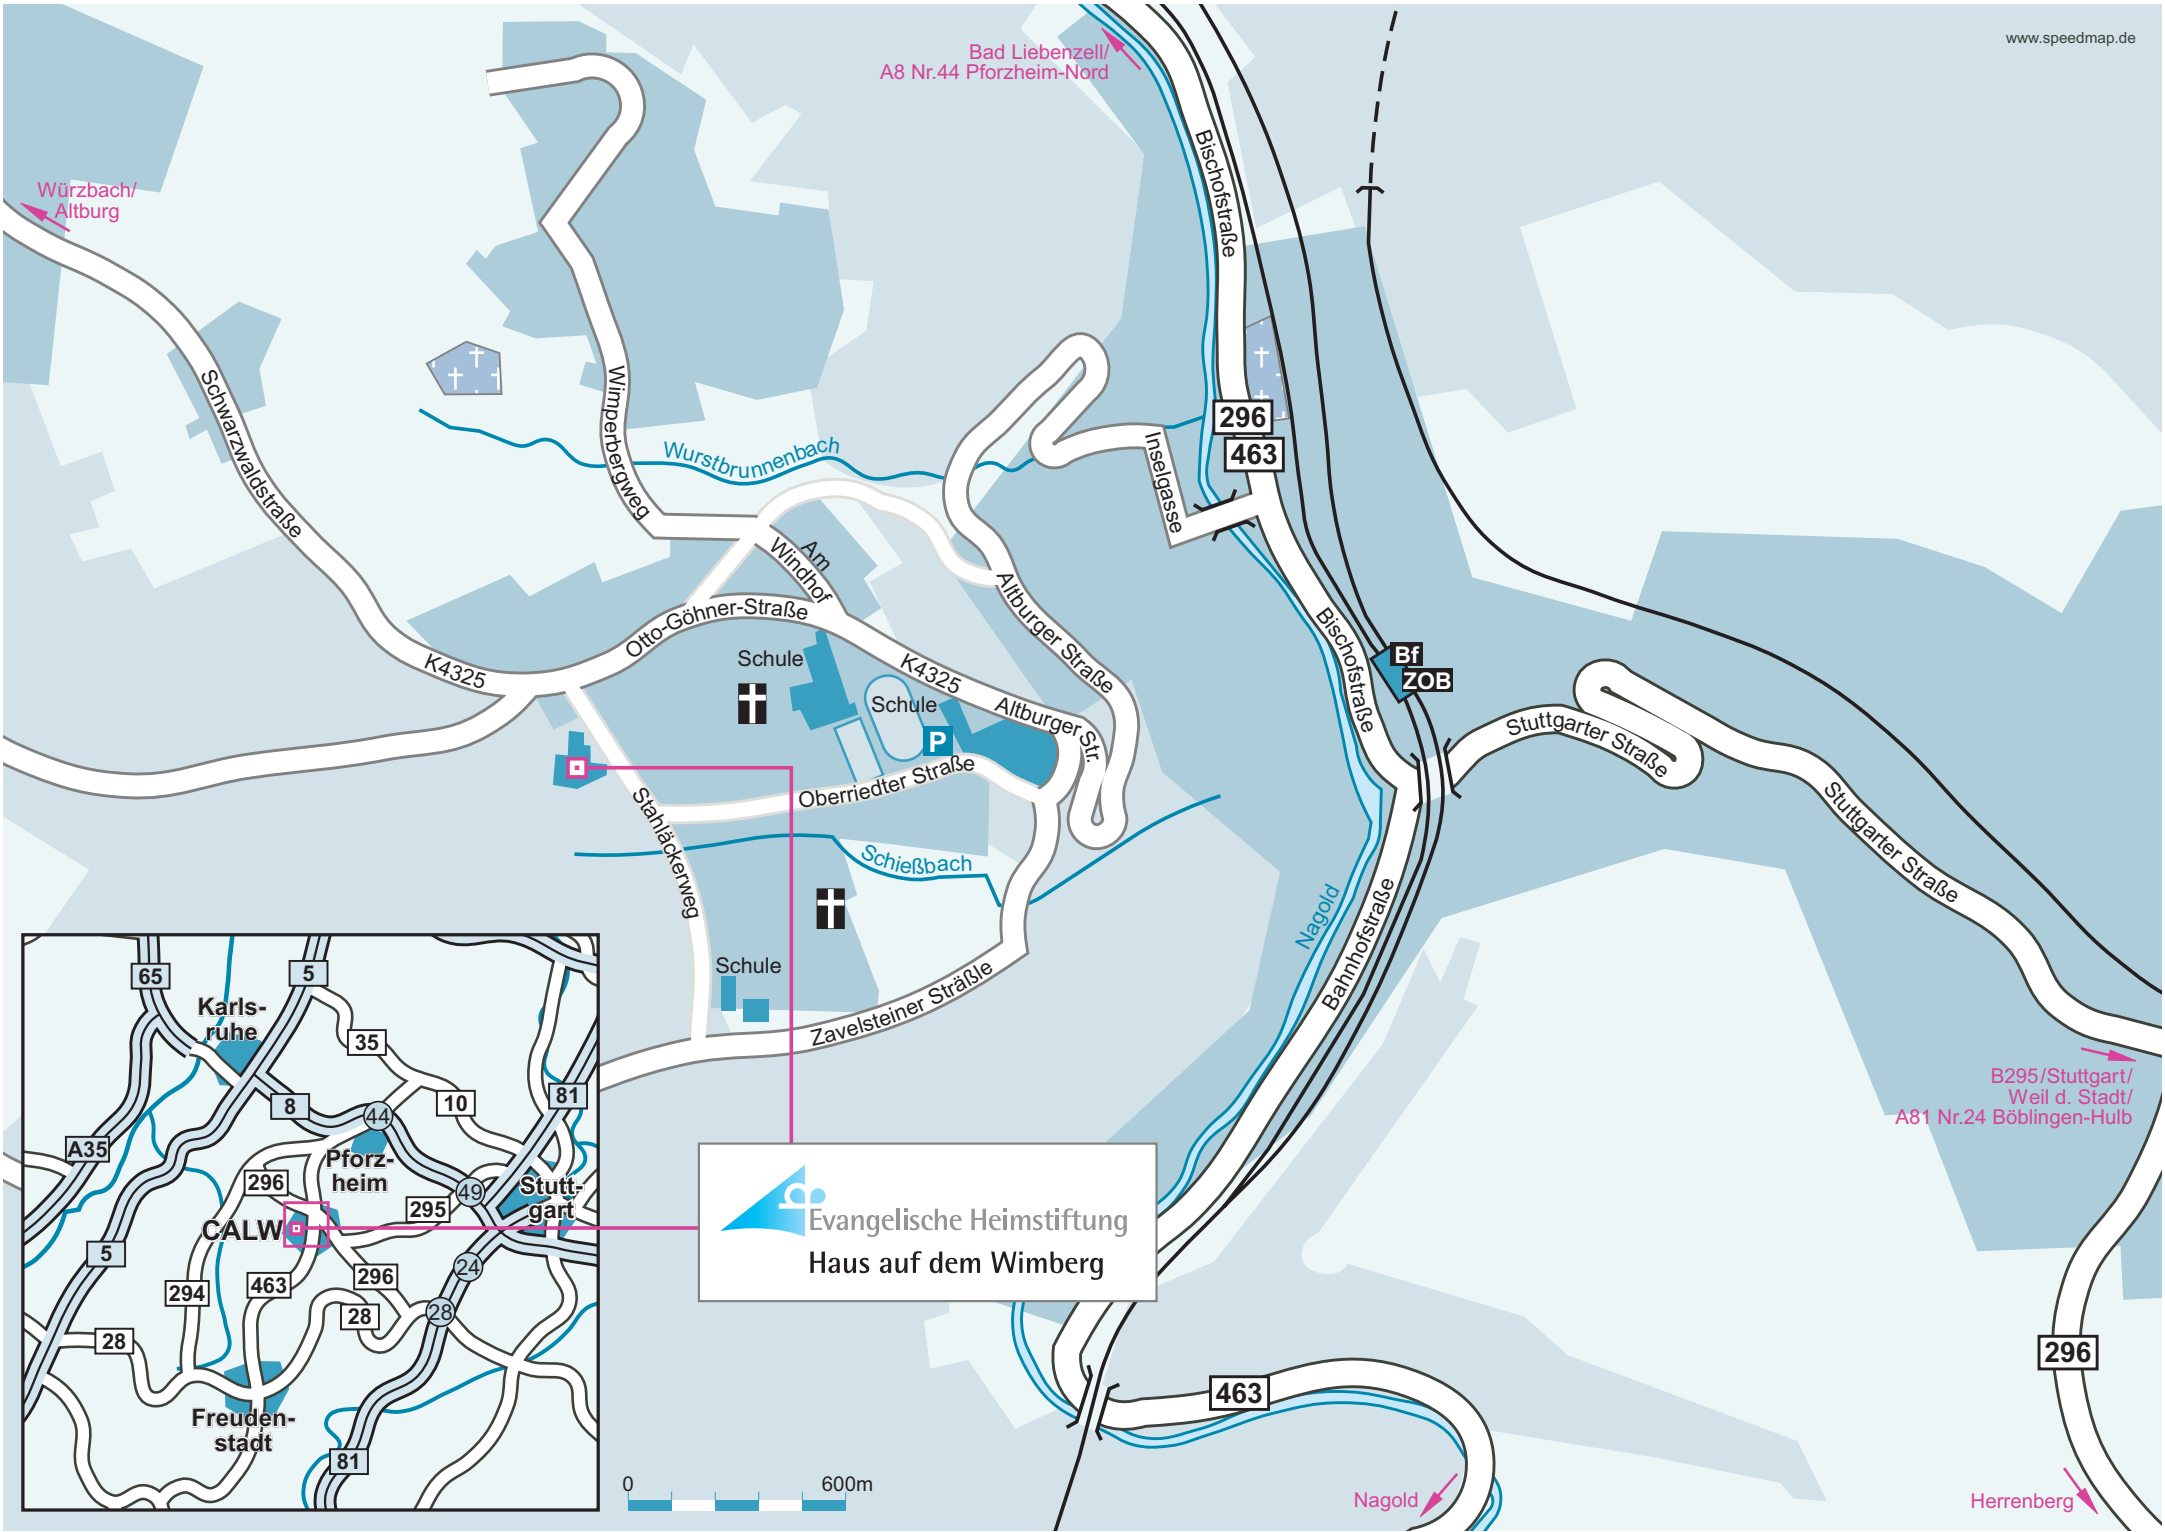 www.speedmap.de
Bad Liebenzell/
A8 Nr.44 Pforzheim-Nord
Würzbach/
Altburg
Bischofstraße
Schwarzwaldstraße
Wimperbergweg
Wurstbrunnenbach
Inselgasse
296
463
Am
Windhof
Otto-Göhner-Straße
K4325
Altburger Straße
Bischofstraße
Bf
ZOB
Schule
K4325
Schule
P
Altburger Str.
Stuttgarter Straße
Oberriedter Straße
Stahläckerweg
Stuttgarter Straße
Schießbach
Nagold
Bahnhofstraße
Schule
Zavelsteiner Sträßle
B295/Stuttgart/
Weil d. Stadt/
A81 Nr.24 Böblingen-Hulb
65
5
Karls-
ruhe
35
8
44
10
81
A35
Pforz-
heim
296
49
Stutt-
gart
295
CALW
5
24
294
463
296
28
28
28
Freuden-
stadt
81
Evangelische Heimstiftung
Haus auf dem Wimberg
296
463
0
600m
Nagold
Herrenberg